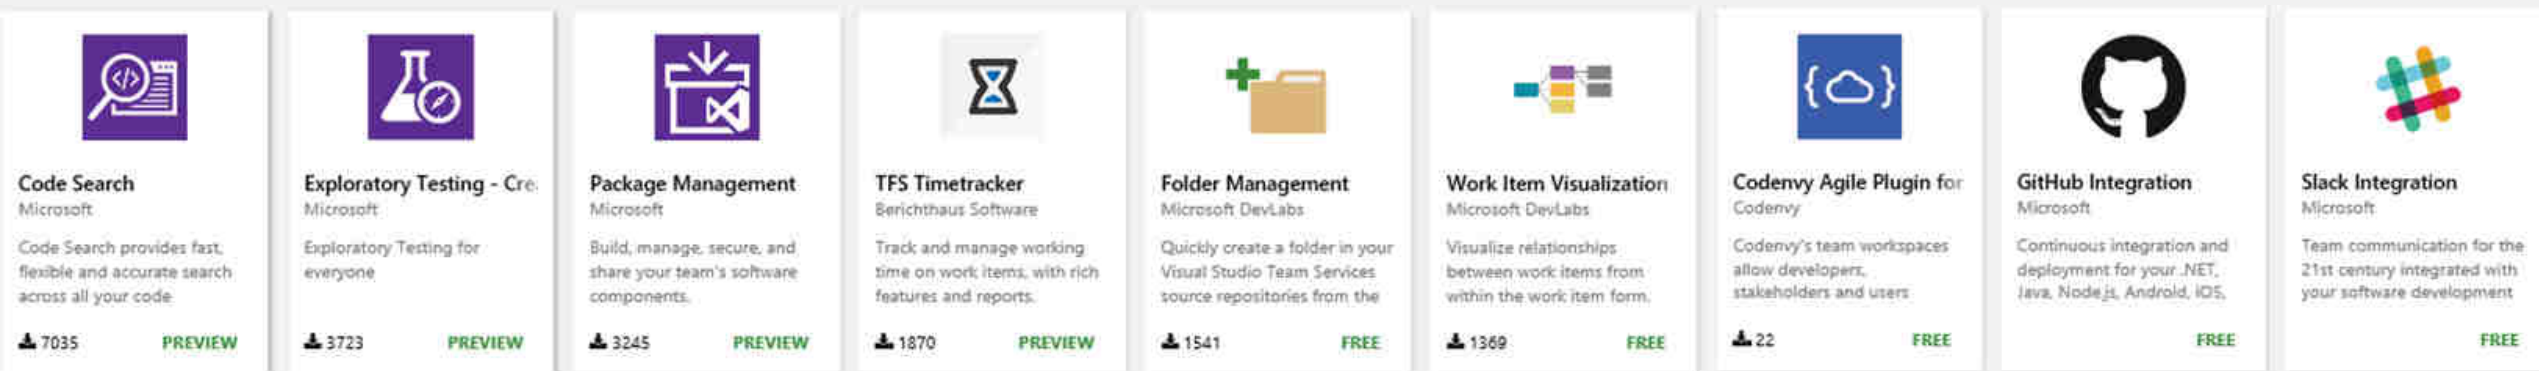 Code Search
Microsoft
Code Search provides fast,
flexible and accurate search
across all your code
7035 PREVIEW
Exploratory Testing - Cre
Microsoft
Exploratory Testing for
everyone
3723 PREVIEW
Package Management
Microsoft
Build, manage, secure, and
share your team's software
components.
3245 PREVIEW
TFS Timetracker
Berichthaus Software
Track and manage working
time on work items, with rich
features and reports.
1870 PREVIEW
Folder Management
Microsoft DevLabs
Quickly create a folder in your
Visual Studio Team Services
source repositories from the
1541 FREE
Work Item Visualization
Microsoft DevLabs
Visualize relationships
between work items from
within the work item form.
1369 FREE
Codenvy Agile Plugin for
Codenvy
Codenvy's team workspaces
allow developers,
stakeholders and users
22 FREE
GitHub Integration
Microsoft
Continuous integration and
deployment for your .NET,
Java, Node.js, Android, iOS,
FREE
Slack Integration
Microsoft
Team communication for the
21st century integrated with
your software development
FREE